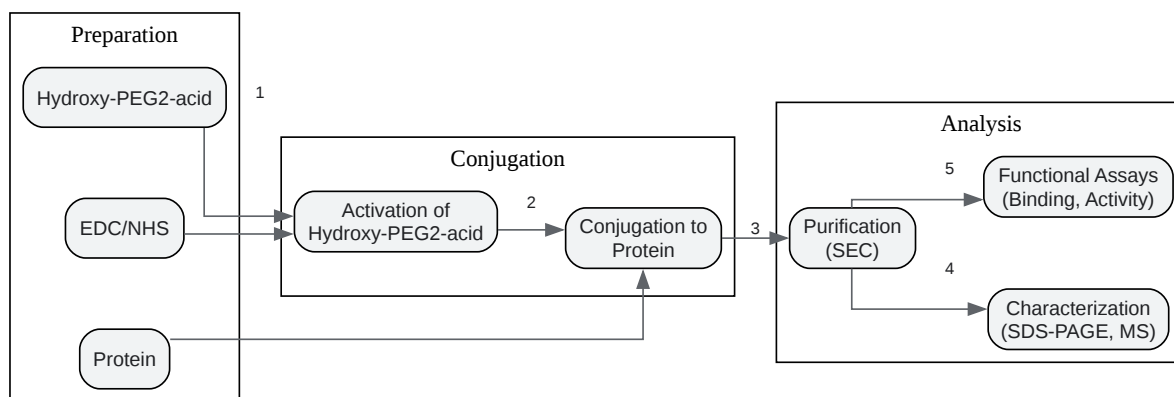 Preparation
Hydroxy-PEG2-acid
1
EDC/NHS
Protein
Conjugation
Activation of
Hydroxy-PEG2-acid
2
Conjugation to
Protein
3
Analysis
Purification
(SEC)
5
Functional Assays
(Binding, Activity)
4
Characterization
(SDS-PAGE, MS)